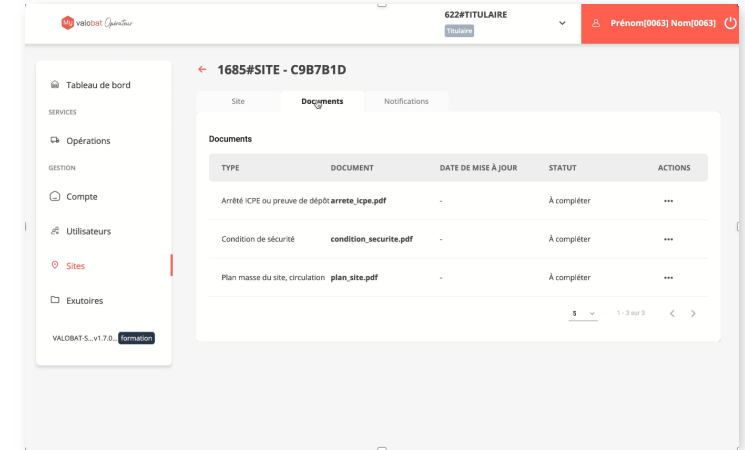 My valobat Opérateur
622#TITULAIRE
Titulaire
Prénom[0063] Nom[0063]
Tableau de bord
SERVICES
Opérations
GESTION
Compte
Utilisateurs
Sites
Exutoires
VALOBAT-S...v1.7.0... formation
← 1685#SITE - C9B7B1D
Site Documents Notifications
Documents
TYPE DOCUMENT DATE DE MISE À JOUR STATUT ACTIONS
Arrêté ICPE ou preuve de dépôt arrete_icpe.pdf - À compléter •••
Condition de sécurité condition_securite.pdf - À compléter •••
Plan masse du site, circulation plan_site.pdf - À compléter •••
5 1 - 3 sur 3